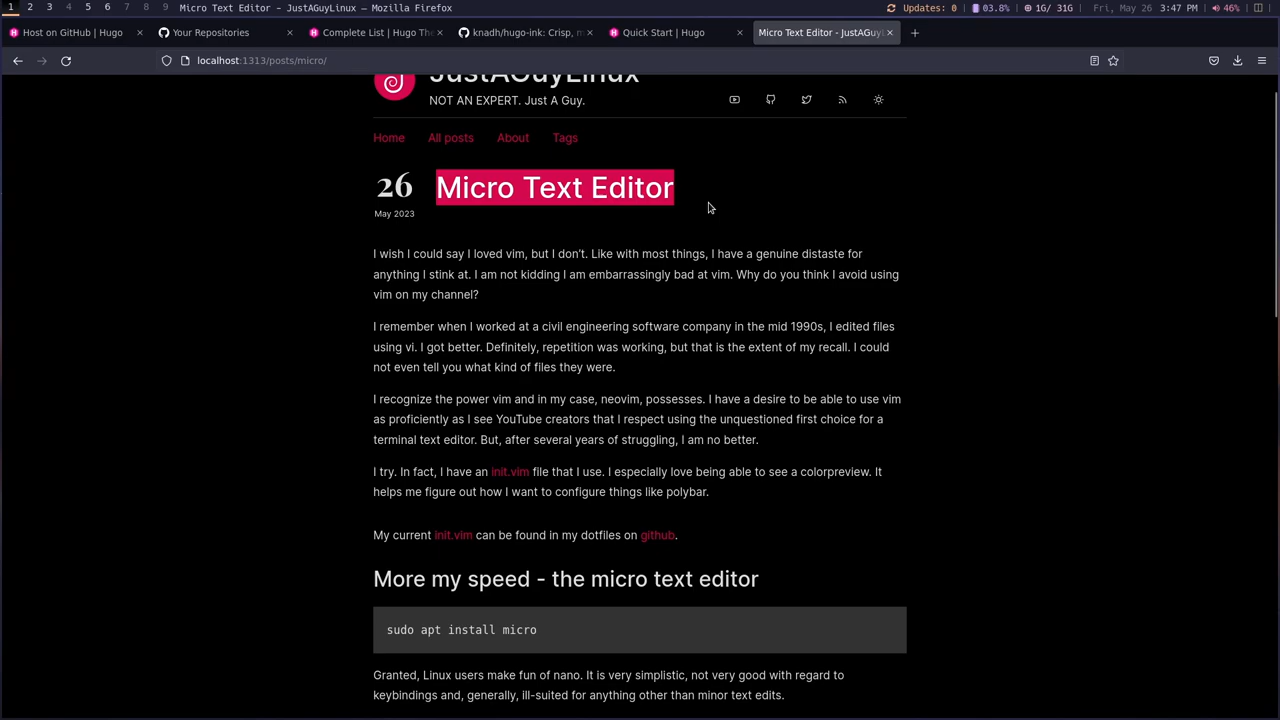 1 2 3 4 5 6 7 8 9 Micro Text Editor - JustAGuyLinux — Mozilla Firefox Updates: 0 03.8% 1G/ 31G Fri, May 26 3:47 PM 46%
Host on GitHub | Hugo Your Repositories Complete List | Hugo The knadh/hugo-ink: Crisp, m Quick Start | Hugo Micro Text Editor - JustAGuyL
localhost:1313/posts/micro/
JustAGuyLinux
NOT AN EXPERT. Just A Guy.
Home All posts About Tags
26 Micro Text Editor
May 2023
I wish I could say I loved vim, but I don’t. Like with most things, I have a genuine distaste for
anything I stink at. I am not kidding I am embarrassingly bad at vim. Why do you think I avoid using
vim on my channel?
I remember when I worked at a civil engineering software company in the mid 1990s, I edited files
using vi. I got better. Definitely, repetition was working, but that is the extent of my recall. I could
not even tell you what kind of files they were.
I recognize the power vim and in my case, neovim, possesses. I have a desire to be able to use vim
as proficiently as I see YouTube creators that I respect using the unquestioned first choice for a
terminal text editor. But, after several years of struggling, I am no better.
I try. In fact, I have an init.vim file that I use. I especially love being able to see a colorpreview. It
helps me figure out how I want to configure things like polybar.
My current init.vim can be found in my dotfiles on github.
More my speed - the micro text editor
sudo apt install micro
Granted, Linux users make fun of nano. It is very simplistic, not very good with regard to
keybindings and, generally, ill-suited for anything other than minor text edits.